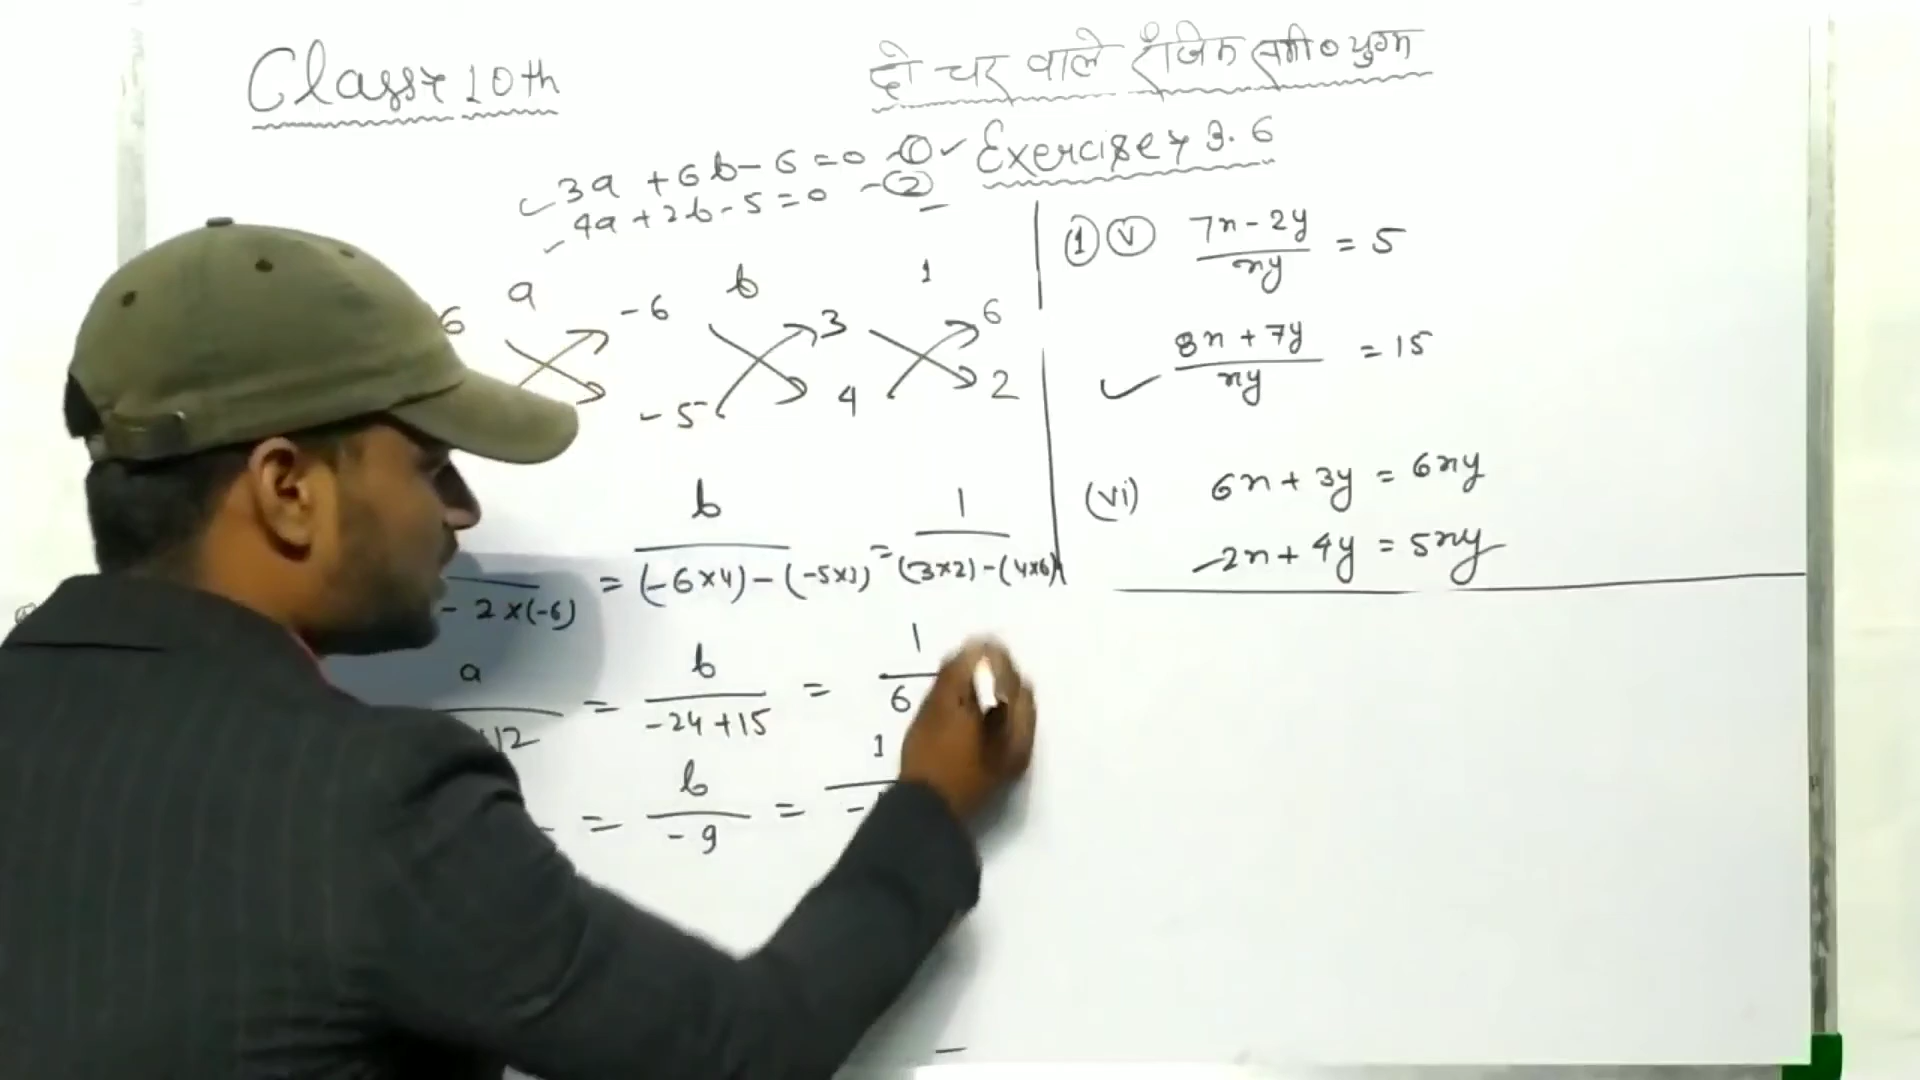 Class 10th
दो चर वाले रैखिक समी० युग्म
Exercise 3.6
3a + 6b - 6 = 0 -①
4a + 2b - 5 = 0 -②
a b 1
6 -6 3 6
-5 4 2
b/((-6×4) - (-5×3)) = 1/((3×2) - (4×6))
- 2×(-6) =
a/12 = b/(-24+15) = 1/6
= b/-9 = 1/-
① ⓥ (7x - 2y)/xy = 5
(8x + 7y)/xy = 15
(vi) 6x + 3y = 6xy
2x + 4y = 5xy